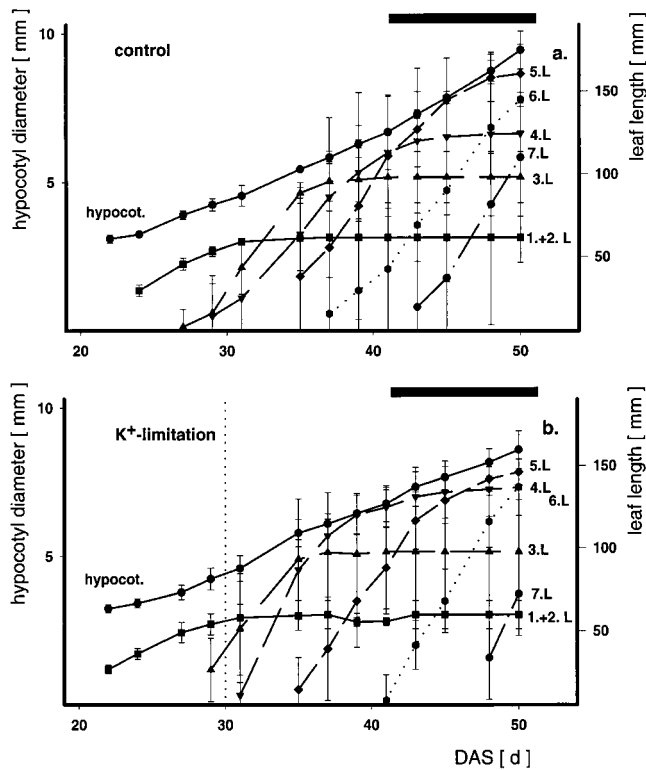 control
a.
hypocotyl diameter [ mm ]
leaf length [ mm ]
10
5
150
100
50
hypocot.
5.L
6.L
4.L
3.L
7.L
1.+2. L
20
30
40
50
K⁺-limitation
b.
hypocotyl diameter [ mm ]
leaf length [ mm ]
10
5
150
100
50
hypocot.
5.L
4.L
6.L
3.L
7.L
1.+2. L
20
30
40
50
DAS [ d ]